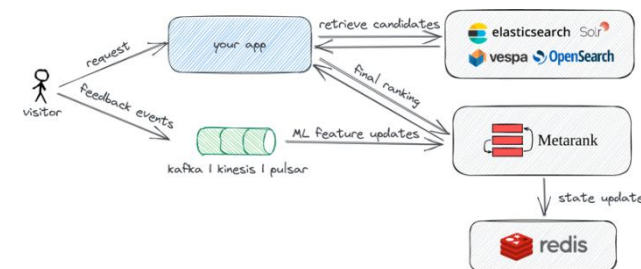 retrieve candidates
elasticsearch Solr
vespa OpenSearch
your app
request
final ranking
feedback events
visitor
ML feature updates
Metarank
kafka | kinesis | pulsar
state update
redis